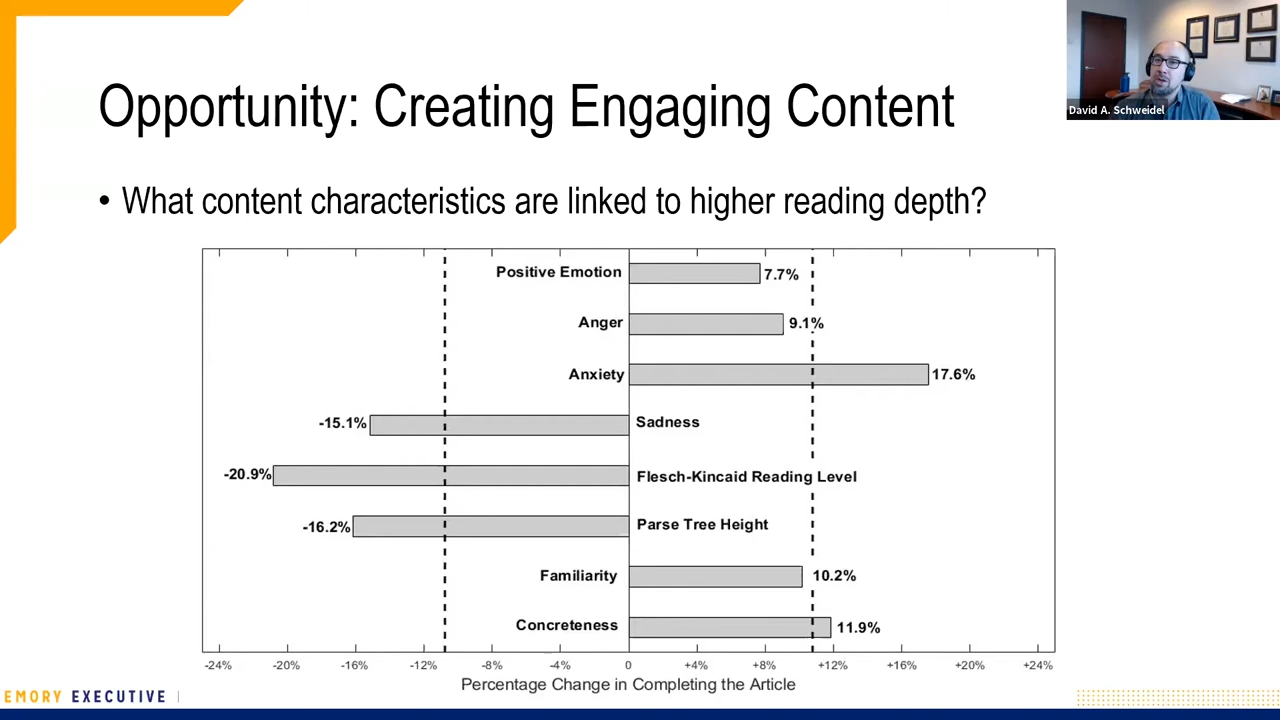 David A. Schweidel
Opportunity: Creating Engaging Content
• What content characteristics are linked to higher reading depth?
Positive Emotion 7.7%
Anger 9.1%
Anxiety 17.6%
-15.1% Sadness
-20.9% Flesch-Kincaid Reading Level
-16.2% Parse Tree Height
Familiarity 10.2%
Concreteness 11.9%
-24% -20% -16% -12% -8% -4% 0 +4% +8% +12% +16% +20% +24%
Percentage Change in Completing the Article
EMORY EXECUTIVE